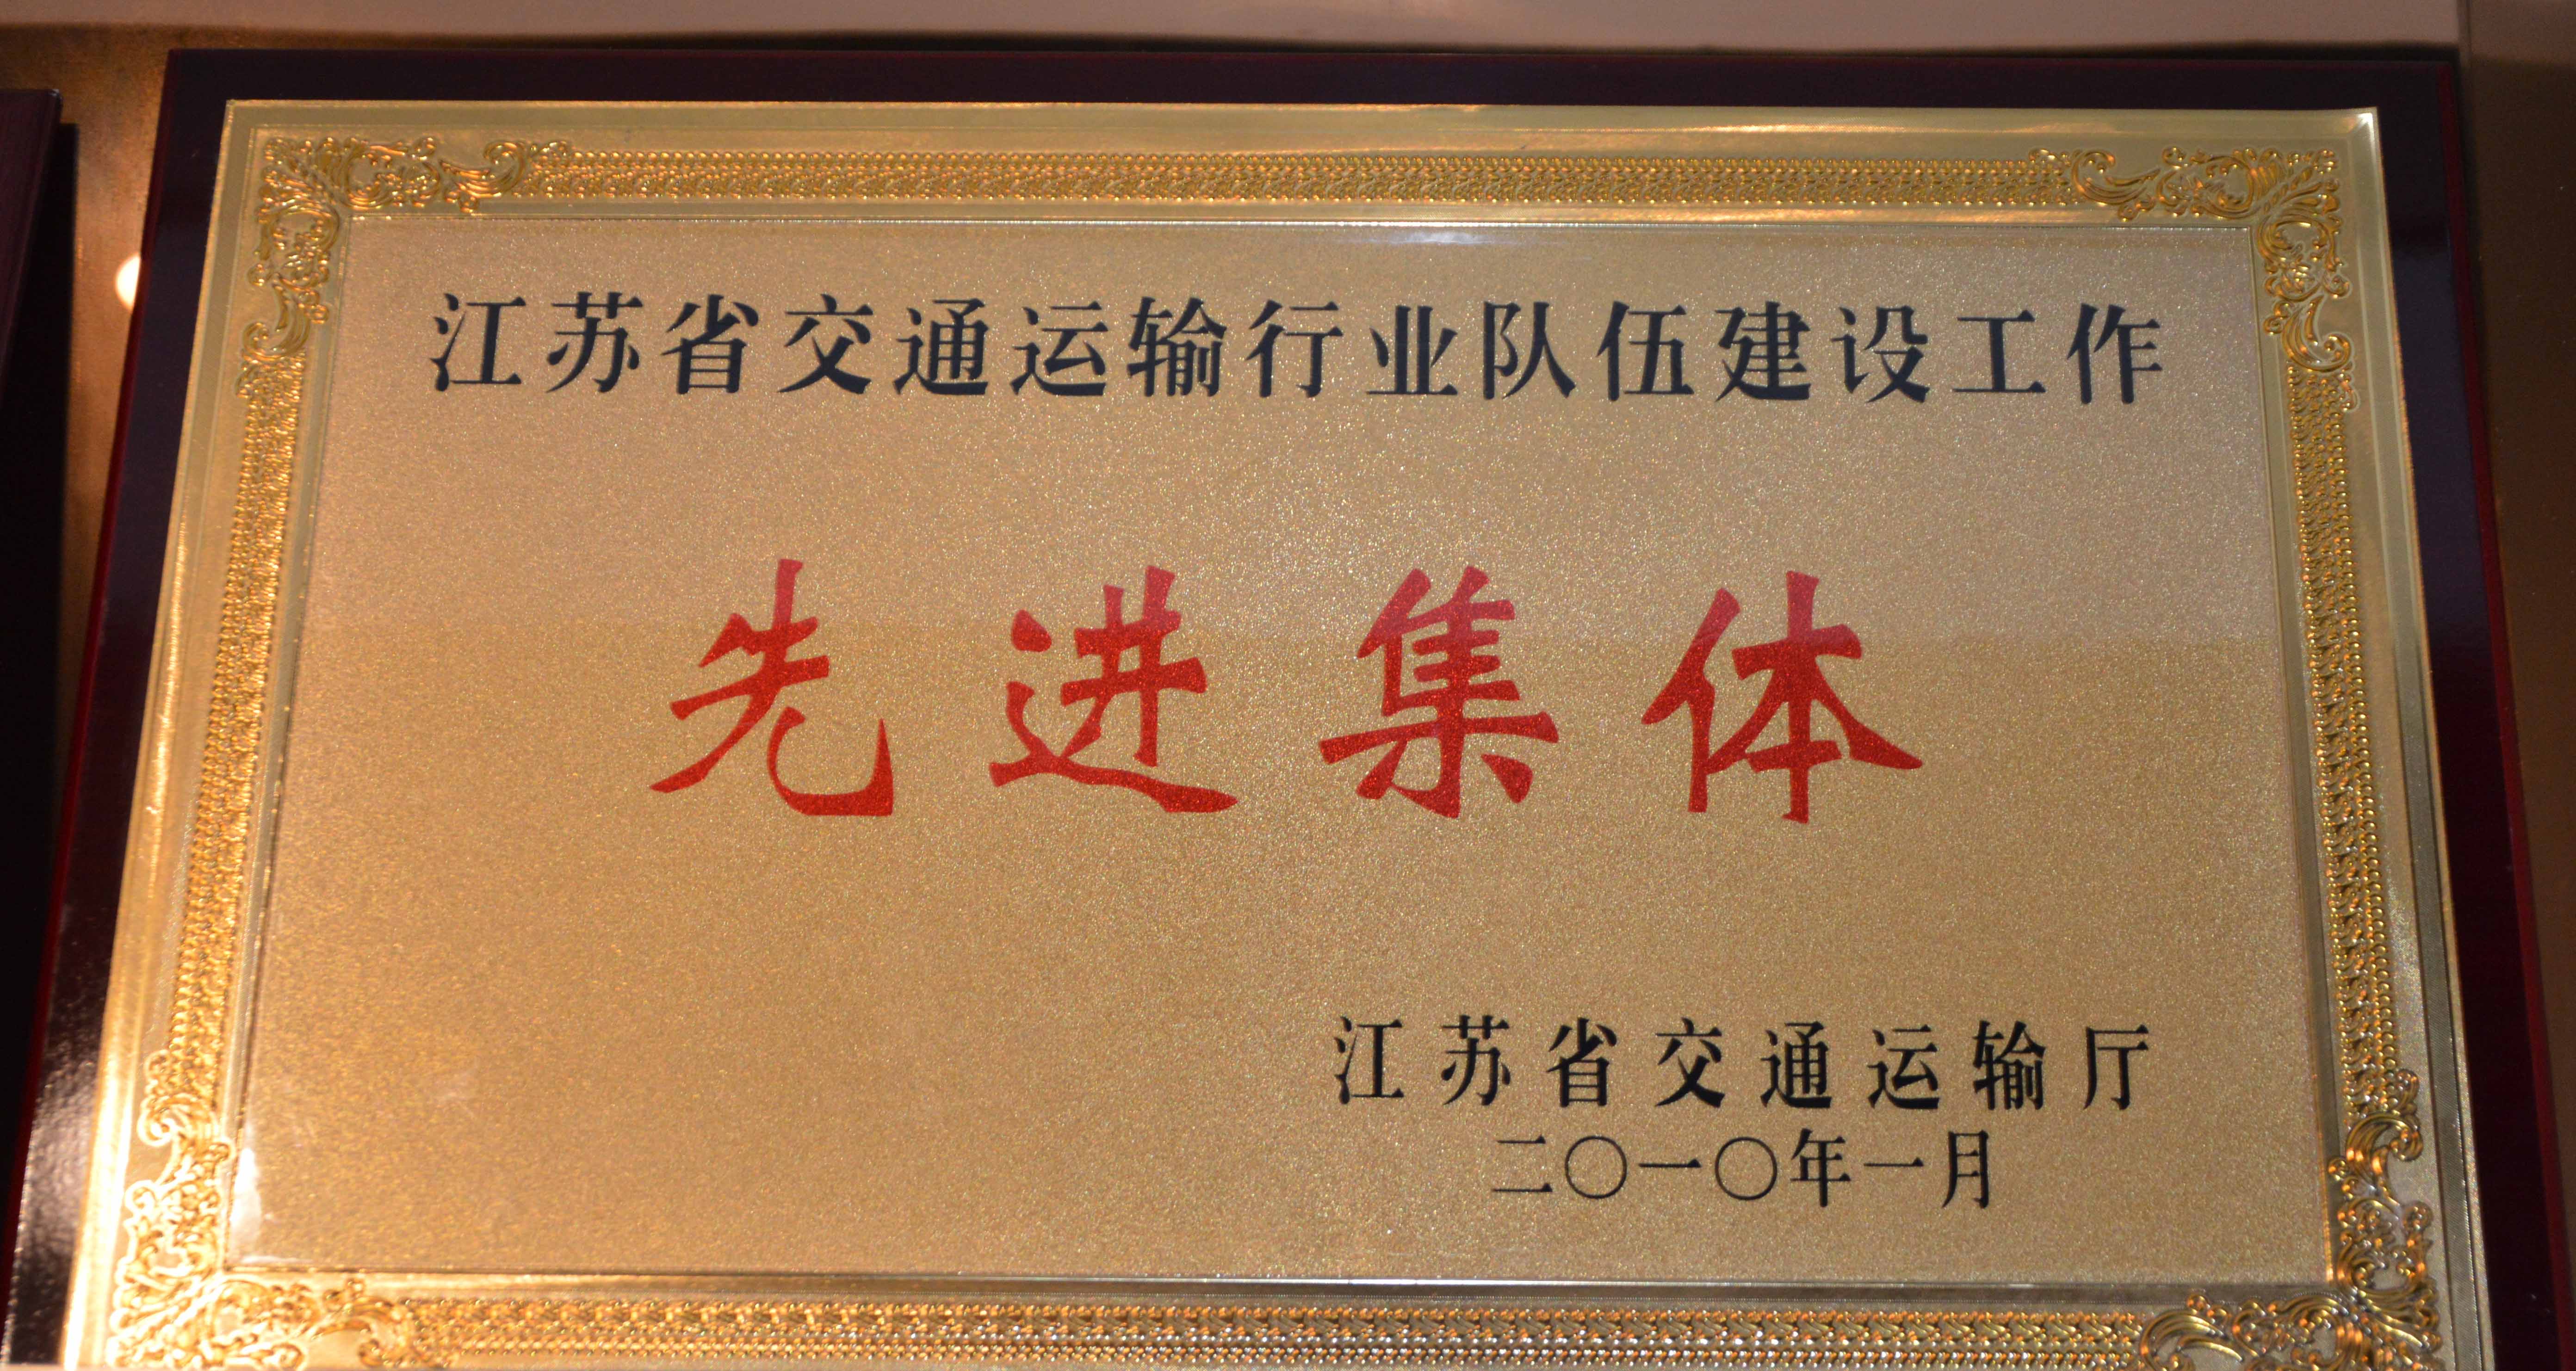 江苏省交通运输行业队伍建设工作
先进集体
江苏省交通运输厅
二〇一〇年一月